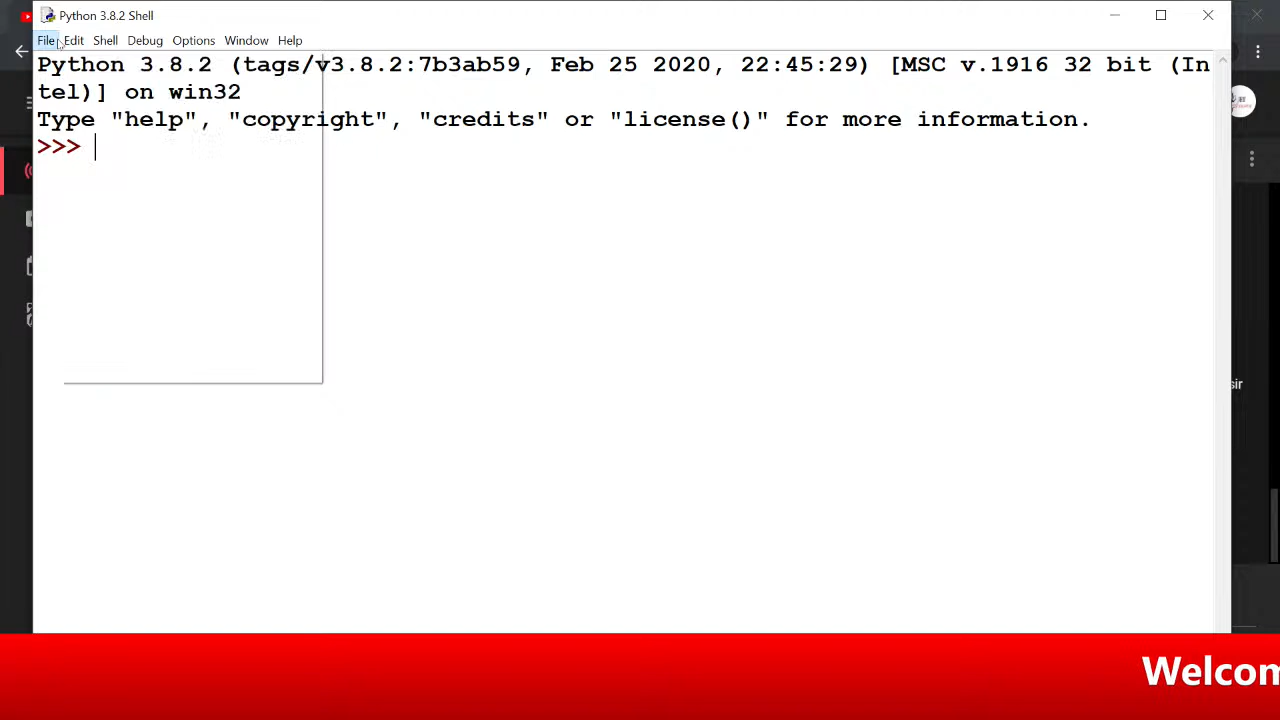 Python 3.8.2 Shell
File Edit Shell Debug Options Window Help
Python 3.8.2 (tags/v3.8.2:7b3ab59, Feb 25 2020, 22:45:29) [MSC v.1916 32 bit (In
tel)] on win32
Type "help", "copyright", "credits" or "license()" for more information.
>>>
sir
Welcom